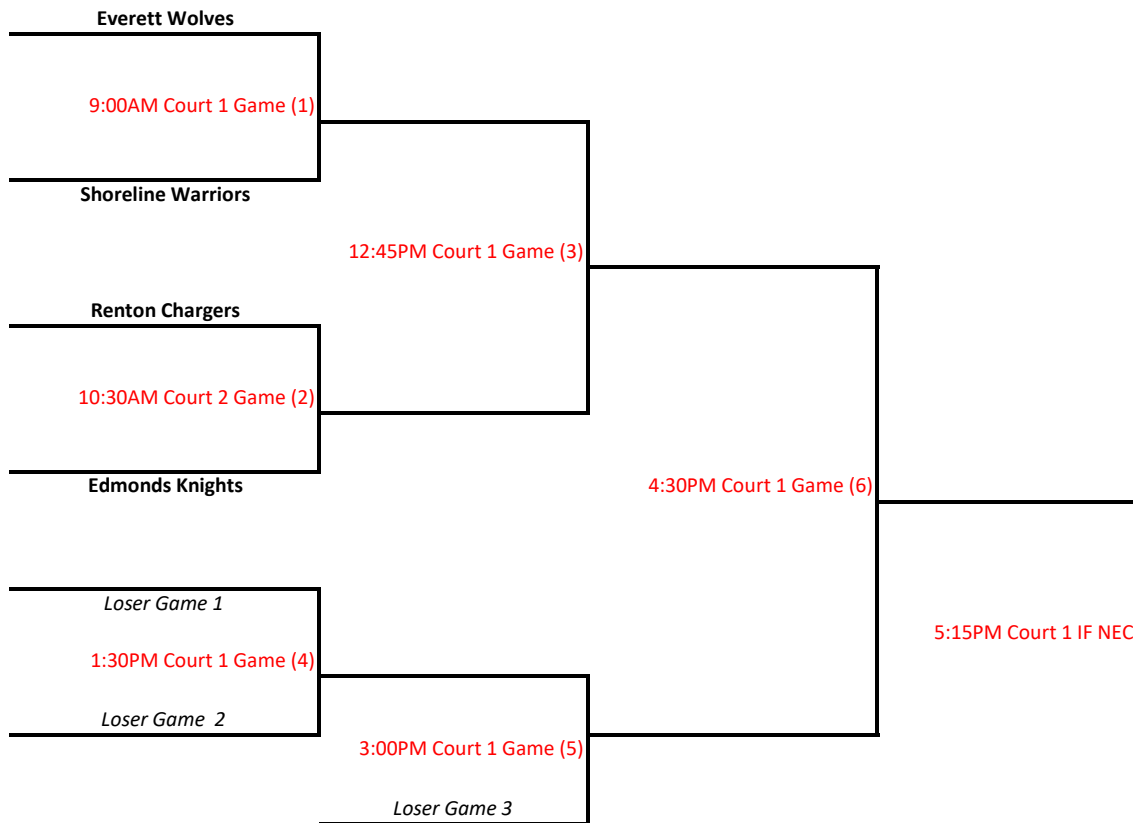 Everett Wolves
9:00AM Court 1 Game (1)
Shoreline Warriors
12:45PM Court 1 Game (3)
Renton Chargers
10:30AM Court 2 Game (2)
Edmonds Knights
4:30PM Court 1 Game (6)
Loser Game 1
5:15PM Court 1 IF NEC
1:30PM Court 1 Game (4)
Loser Game  2
3:00PM Court 1 Game (5)
Loser Game 3